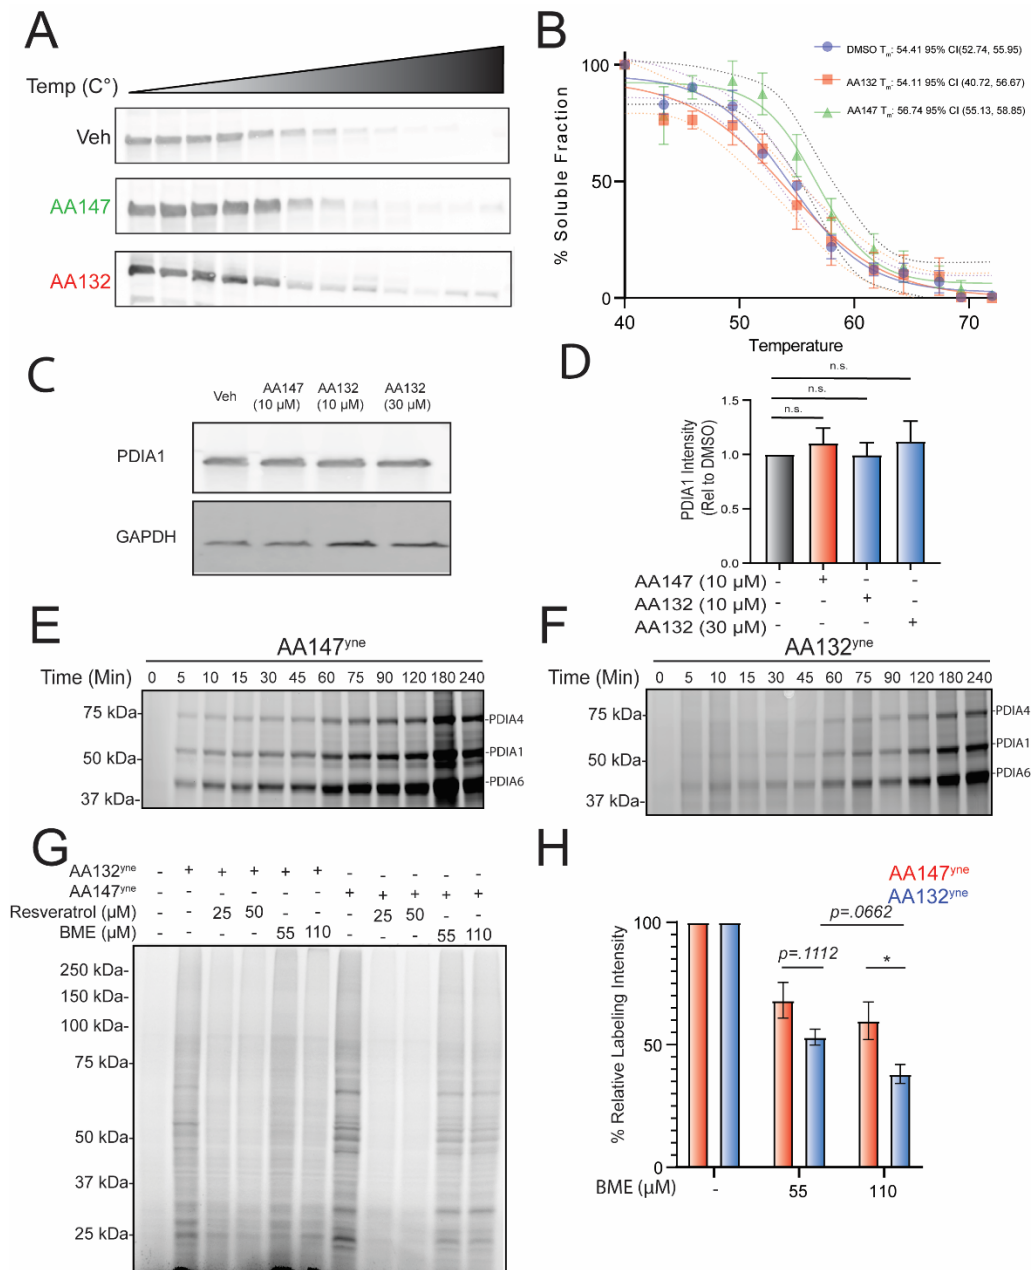 A
Temp (C°)
Veh
AA147
AA132
B
DMSO Tm: 54.41 95% CI(52.74, 55.95)
AA132 Tm: 54.11 95% CI (40.72, 56.67)
AA147 Tm: 56.74 95% CI (55.13, 58.85)
% Soluble Fraction
100
50
0
40 50 60 70
Temperature
C
Veh AA147 (10 µM) AA132 (10 µM) AA132 (30 µM)
PDIA1
GAPDH
D
n.s.
n.s.
n.s.
PDIA1 Intensity
(Rel to DMSO)
1.5
1.0
0.5
0.0
AA147 (10 µM) - + - -
AA132 (10 µM) - - + -
AA132 (30 µM) - - - +
E
AA147yne
Time (Min) 0 5 10 15 30 45 60 75 90 120 180 240
75 kDa-
50 kDa-
37 kDa-
-PDIA4
-PDIA1
-PDIA6
F
AA132yne
Time (Min) 0 5 10 15 30 45 60 75 90 120 180 240
75 kDa-
50 kDa-
37 kDa-
-PDIA4
-PDIA1
-PDIA6
G
AA132yne - + + + + + - - - - -
AA147yne - - - - - - + + + + +
Resveratrol (µM) - - 25 50 - - - 25 50 - -
BME (µM) - - - - 55 110 - - - 55 110
250 kDa-
150 kDa-
100 kDa-
75 kDa-
50 kDa-
37 kDa-
25 kDa-
H
AA147yne
AA132yne
p=.0662
p=.1112
*
% Relative Labeling Intensity
100
50
0
BME (µM) - 55 110